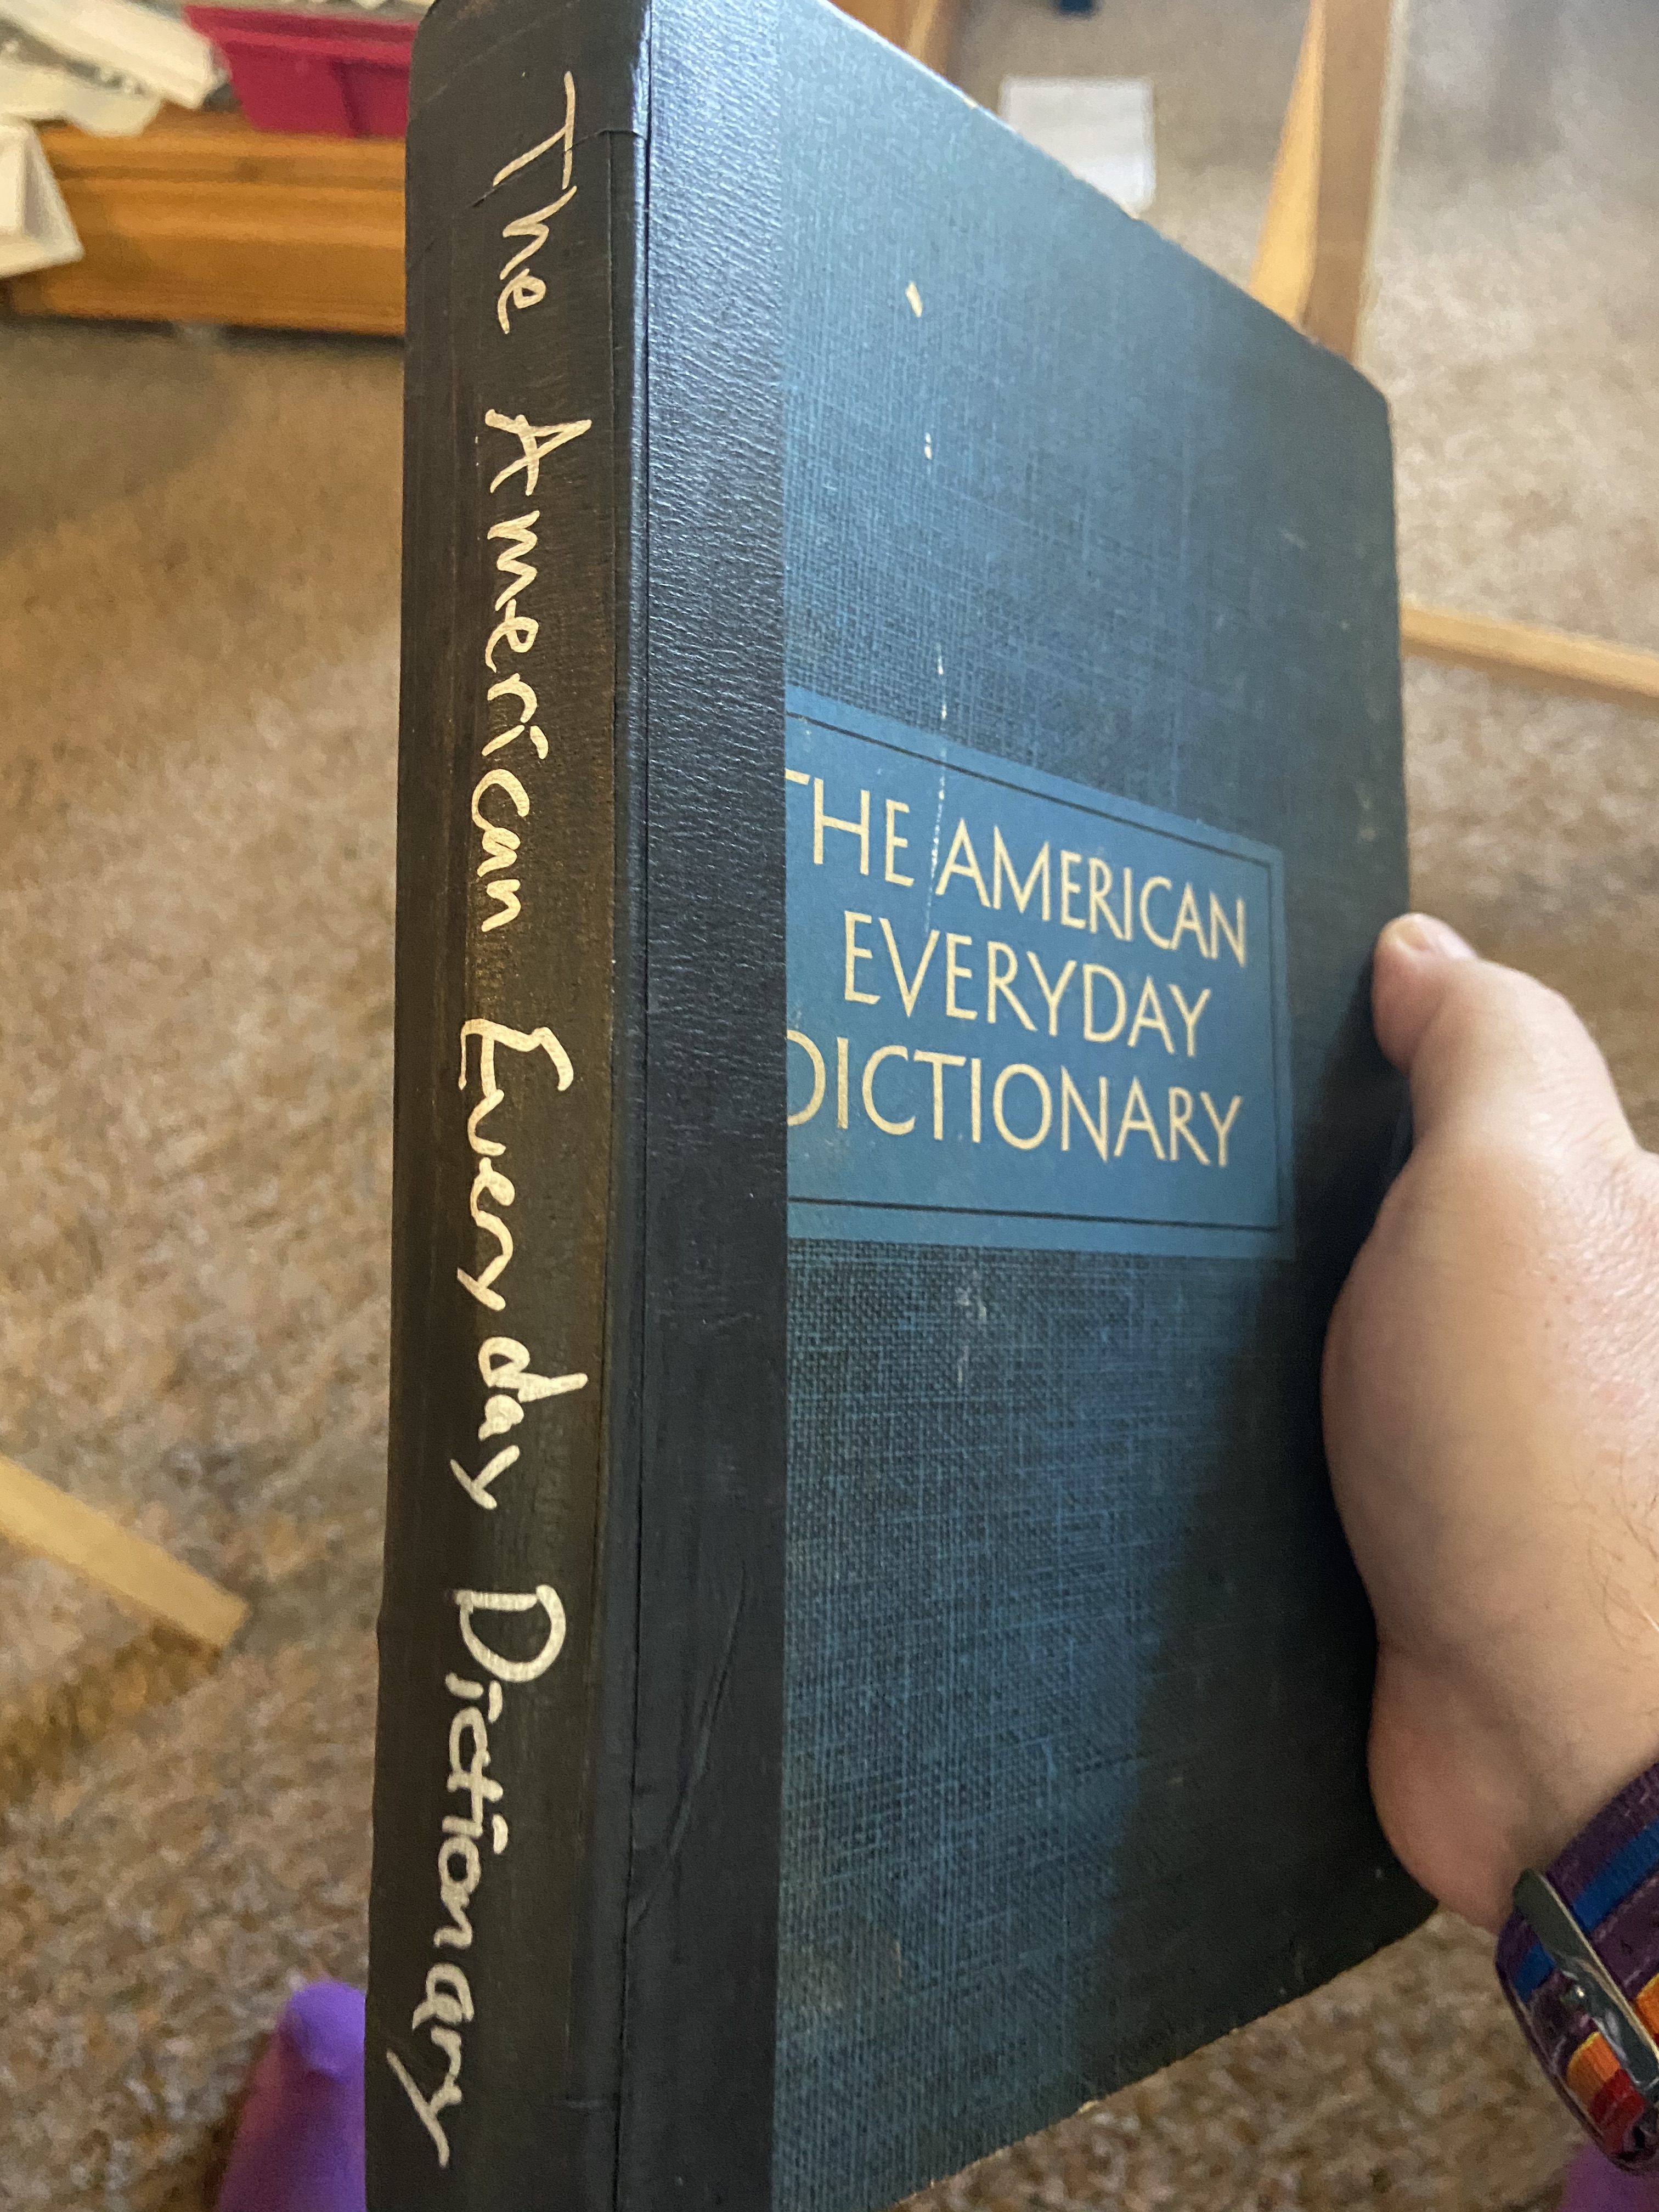 The American Everyday Dictionary
THE AMERICAN
EVERYDAY
DICTIONARY